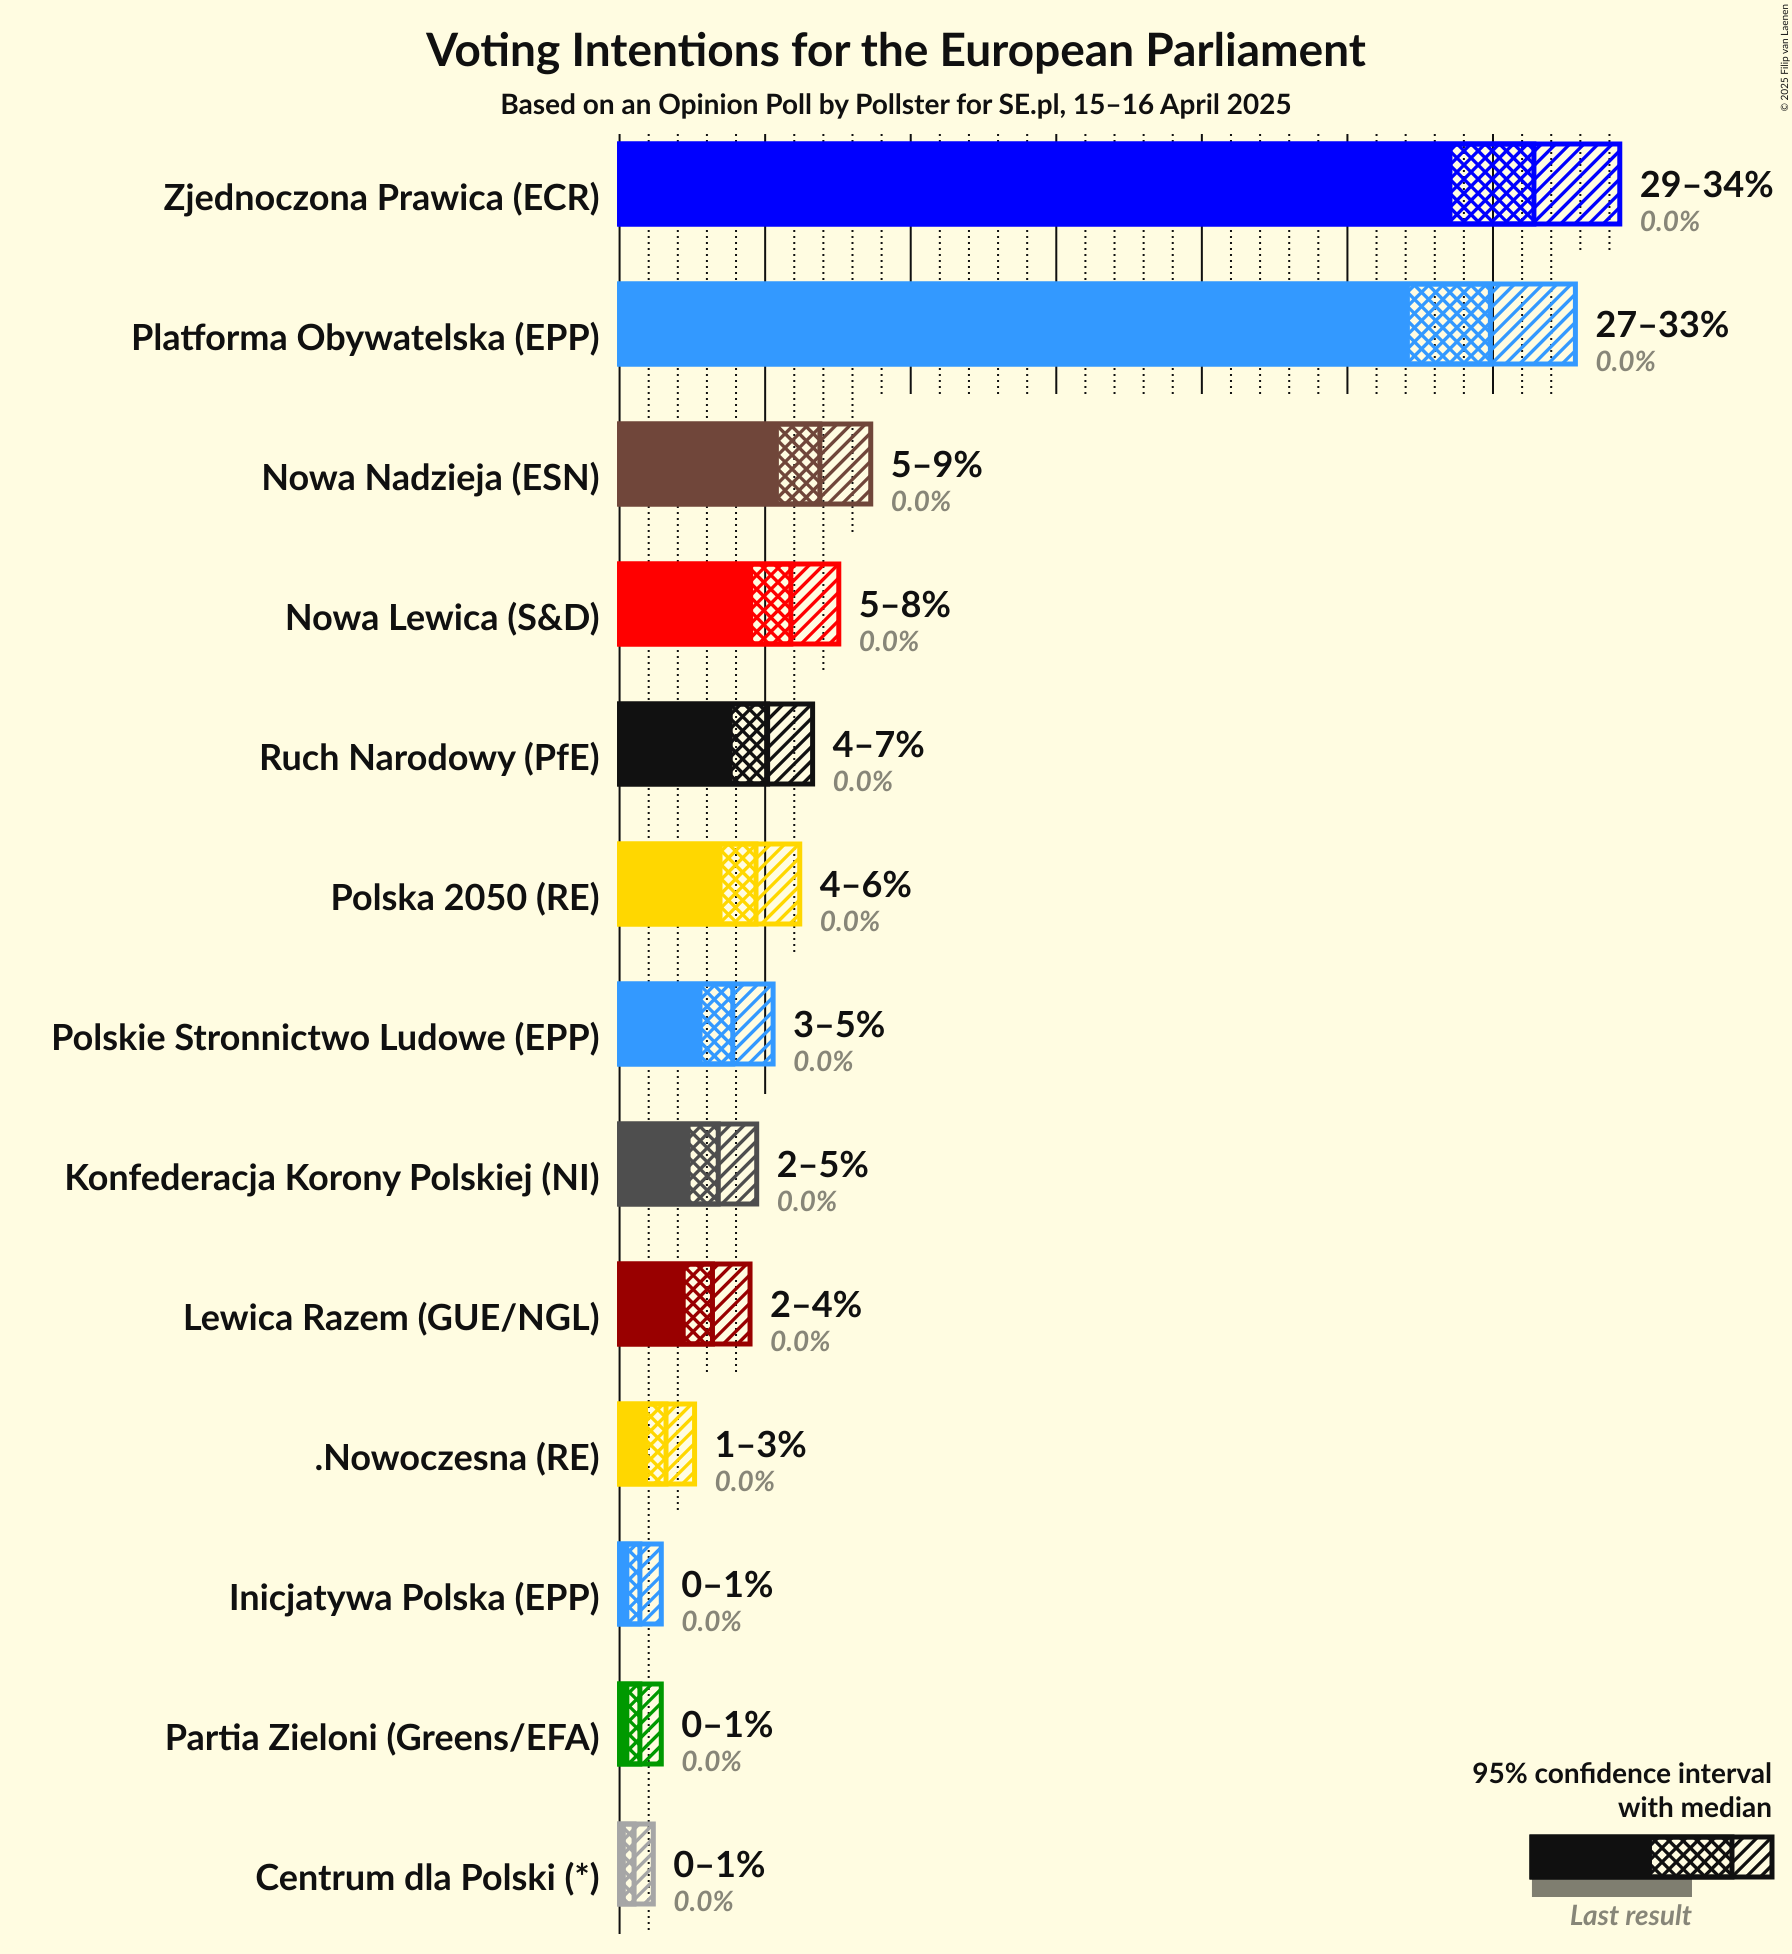 Voting Intentions for the European Parliament
Based on an Opinion Poll by Pollster for SE.pl, 15–16 April 2025
© 2025 Filip van Laenen
Zjednoczona Prawica (ECR)
29–34%
0.0%
Platforma Obywatelska (EPP)
27–33%
0.0%
Nowa Nadzieja (ESN)
5–9%
0.0%
Nowa Lewica (S&D)
5–8%
0.0%
Ruch Narodowy (PfE)
4–7%
0.0%
Polska 2050 (RE)
4–6%
0.0%
Polskie Stronnictwo Ludowe (EPP)
3–5%
0.0%
Konfederacja Korony Polskiej (NI)
2–5%
0.0%
Lewica Razem (GUE/NGL)
2–4%
0.0%
.Nowoczesna (RE)
1–3%
0.0%
Inicjatywa Polska (EPP)
0–1%
0.0%
Partia Zieloni (Greens/EFA)
0–1%
0.0%
Centrum dla Polski (*)
0–1%
0.0%
95% confidence interval
with median
Last result